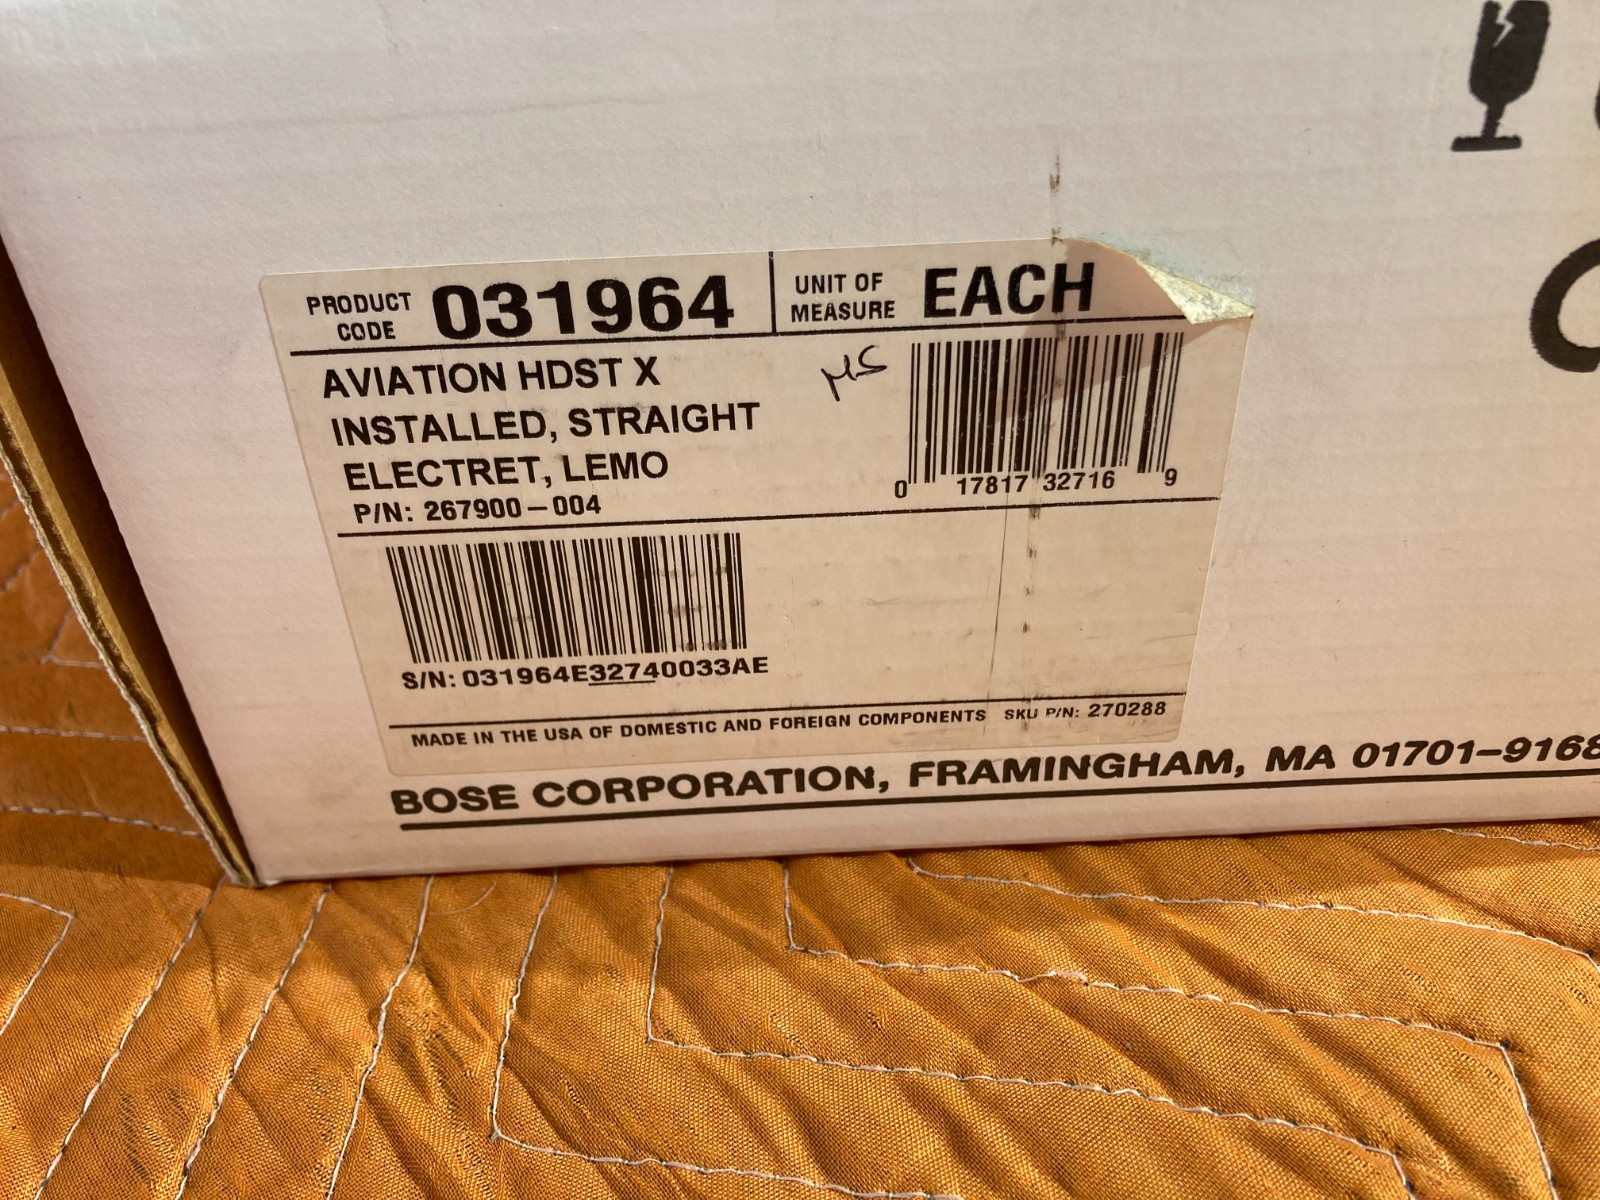 PRODUCT CODE 031964
UNIT OF MEASURE EACH
AVIATION HDST X
INSTALLED, STRAIGHT
ELECTRET, LEMO
P/N: 267900-004
0 17817 32716 9
S/N: 031964E32740033AE
MADE IN THE USA OF DOMESTIC AND FOREIGN COMPONENTS SKU P/N: 270288
BOSE CORPORATION, FRAMINGHAM, MA 01701-9168